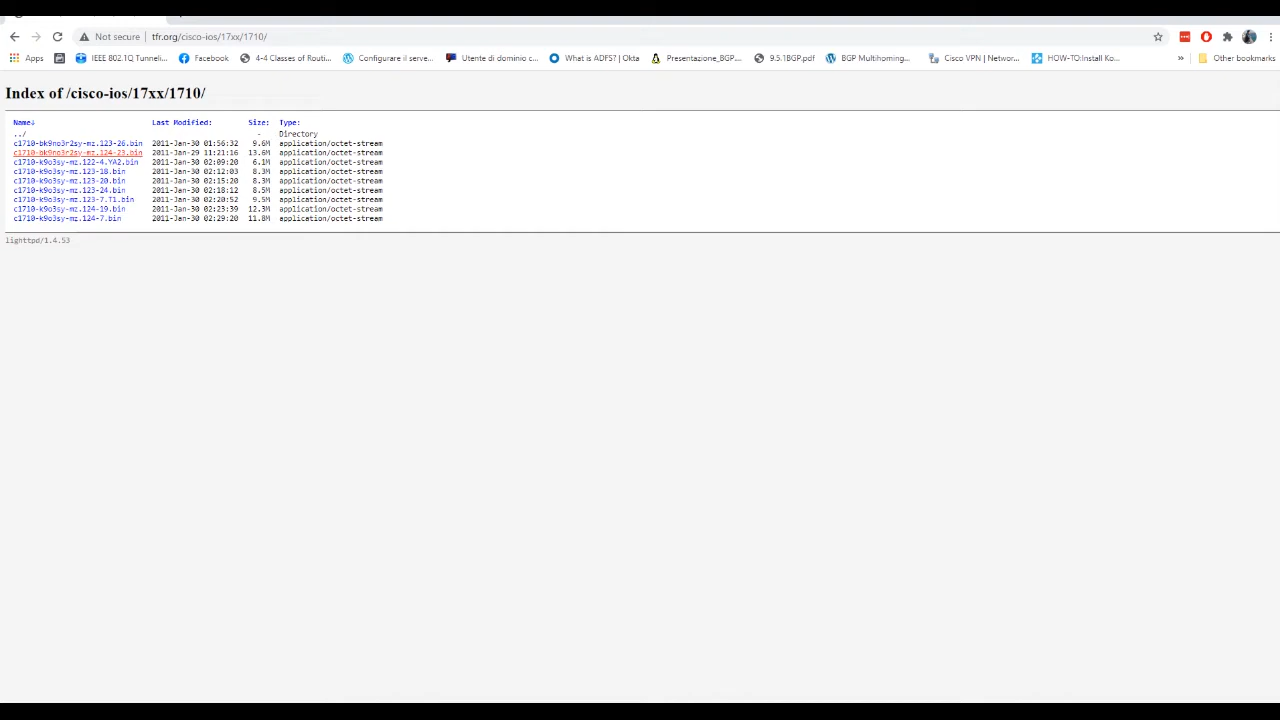 Not secure tfr.org/cisco-ios/17xx/1710/
Apps IEEE 802.1Q Tunneli... Facebook 4-4 Classes of Routi... Configurare il serve... Utente di dominio c... What is ADFS? | Okta Presentazione_BGP.... 9.5.1BGP.pdf BGP Multihoming... Cisco VPN | Networ... HOW-TO:Install Ko... » Other bookmarks
Index of /cisco-ios/17xx/1710/
Name↓ Last Modified: Size: Type:
../ - Directory
c1710-bk9no3r2sy-mz.123-26.bin 2011-Jan-30 01:56:32 9.6M application/octet-stream
c1710-bk9no3r2sy-mz.124-23.bin 2011-Jan-29 11:21:16 13.6M application/octet-stream
c1710-k9o3sy-mz.122-4.YA2.bin 2011-Jan-30 02:09:20 6.1M application/octet-stream
c1710-k9o3sy-mz.123-18.bin 2011-Jan-30 02:12:03 8.3M application/octet-stream
c1710-k9o3sy-mz.123-20.bin 2011-Jan-30 02:15:20 8.3M application/octet-stream
c1710-k9o3sy-mz.123-24.bin 2011-Jan-30 02:18:12 8.5M application/octet-stream
c1710-k9o3sy-mz.123-7.T1.bin 2011-Jan-30 02:20:52 9.5M application/octet-stream
c1710-k9o3sy-mz.124-19.bin 2011-Jan-30 02:23:39 12.3M application/octet-stream
c1710-k9o3sy-mz.124-7.bin 2011-Jan-30 02:29:20 11.8M application/octet-stream
lighttpd/1.4.53